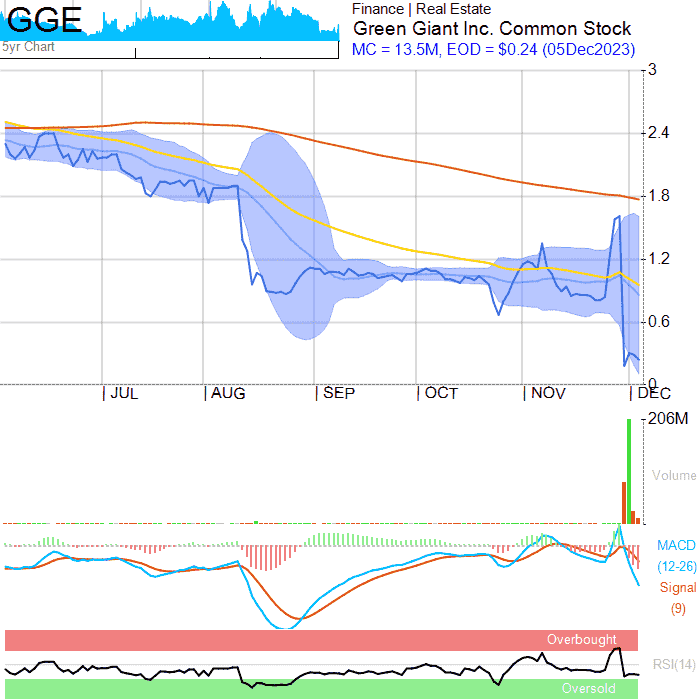 GGE
5yr Chart
Finance | Real Estate
Green Giant Inc. Common Stock
MC = 13.5M, EOD = $0.24 (05Dec2023)
3
2.4
1.8
1.2
0.6
0
JUL AUG SEP OCT NOV DEC
206M
Volume
MACD
(12-26)
Signal
(9)
Overbought
RSI(14)
Oversold